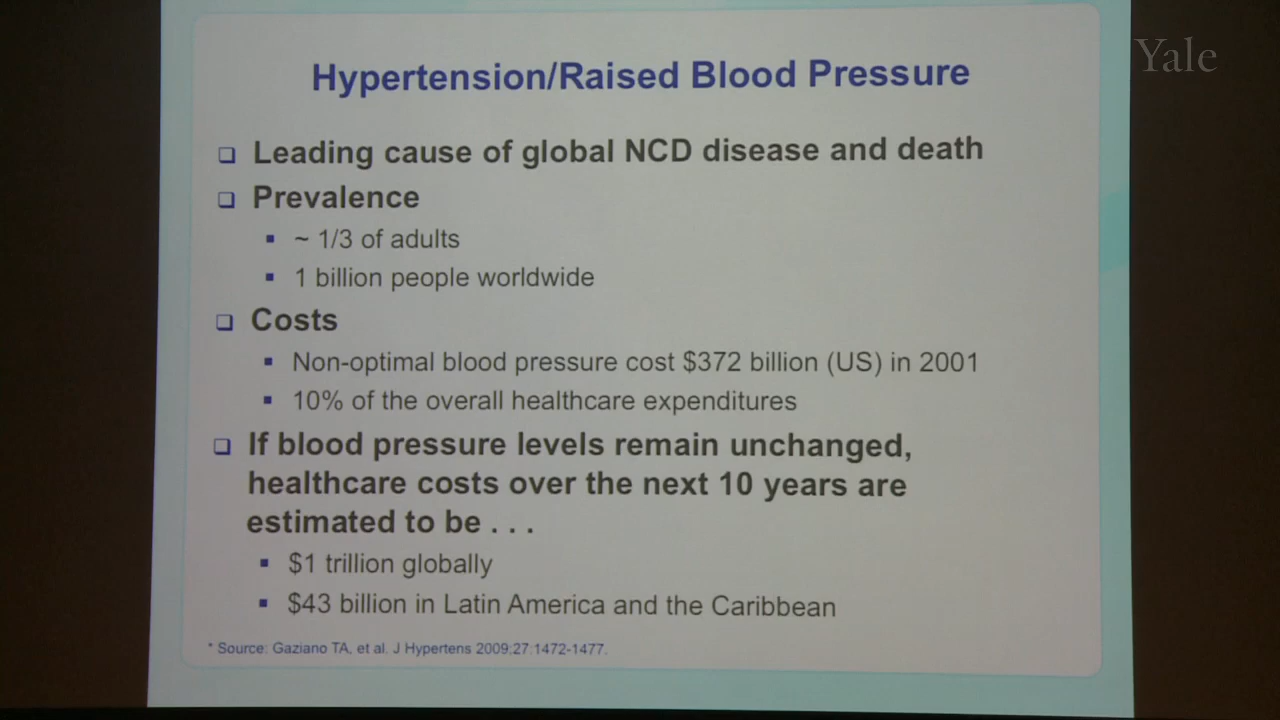 Yale
Hypertension/Raised Blood Pressure
❑ Leading cause of global NCD disease and death
❑ Prevalence
▪ ~ 1/3 of adults
▪ 1 billion people worldwide
❑ Costs
▪ Non-optimal blood pressure cost $372 billion (US) in 2001
▪ 10% of the overall healthcare expenditures
❑ If blood pressure levels remain unchanged,
healthcare costs over the next 10 years are
estimated to be . . .
▪ $1 trillion globally
▪ $43 billion in Latin America and the Caribbean
* Source: Gaziano TA, et al. J Hypertens 2009:27:1472-1477.